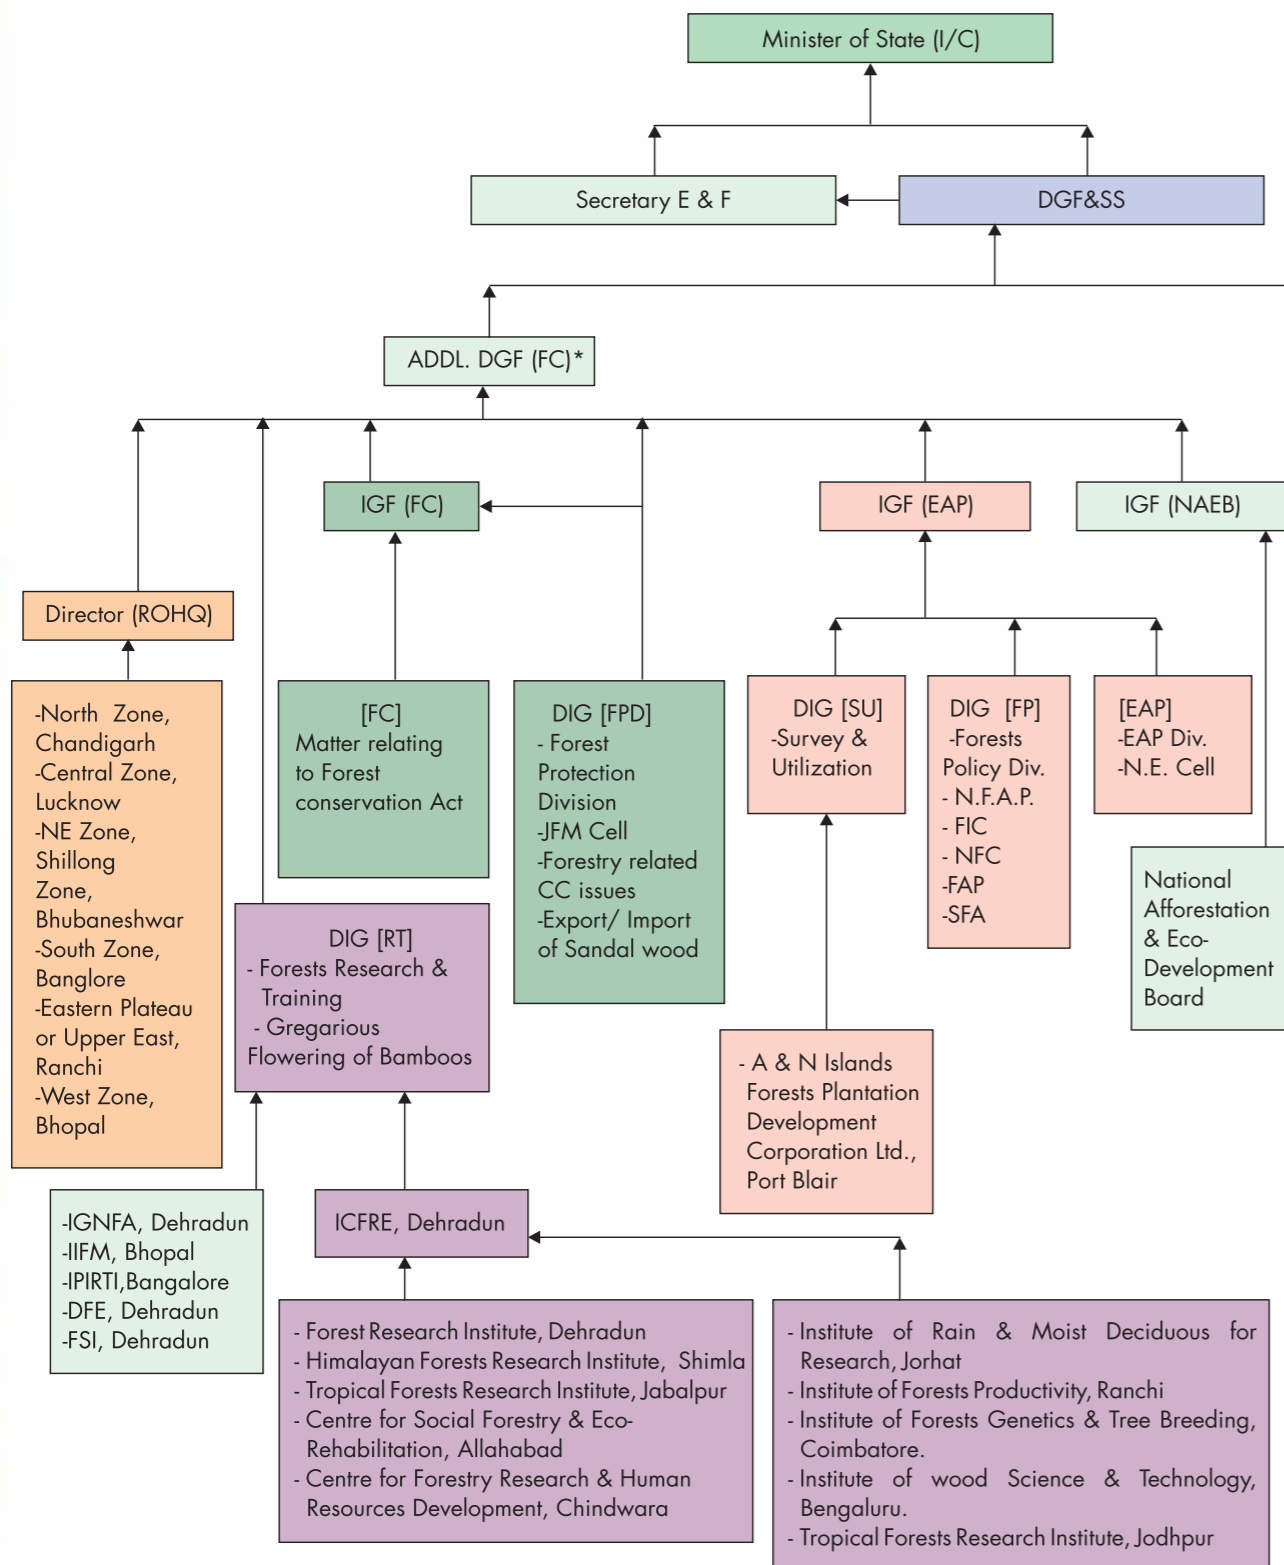 Minister of State (I/C)
Secretary E & F
DGF&SS
ADDL. DGF (FC)*
IGF (FC)
IGF (EAP)
IGF (NAEB)
Director (ROHQ)
-North Zone,
Chandigarh
-Central Zone,
Lucknow
-NE Zone,
Shillong
Zone,
Bhubaneshwar
-South Zone,
Banglore
-Eastern Plateau
or Upper East,
Ranchi
-West Zone,
Bhopal
[FC]
Matter relating
to Forest
conservation Act
DIG [FPD]
- Forest
Protection
Division
-JFM Cell
-Forestry related
CC issues
-Export/ Import
of Sandal wood
DIG [SU]
-Survey &
Utilization
DIG [FP]
-Forests
Policy Div.
- N.F.A.P.
- FIC
- NFC
-FAP
-SFA
[EAP]
-EAP Div.
-N.E. Cell
National
Afforestation
& Eco-
Development
Board
DIG [RT]
- Forests Research &
Training
- Gregarious
Flowering of Bamboos
- A & N Islands
Forests Plantation
Development
Corporation Ltd.,
Port Blair
-IGNFA, Dehradun
-IIFM, Bhopal
-IPIRTI,Bangalore
-DFE, Dehradun
-FSI, Dehradun
ICFRE, Dehradun
- Forest Research Institute, Dehradun
- Himalayan Forests Research Institute, Shimla
- Tropical Forests Research Institute, Jabalpur
- Centre for Social Forestry & Eco-
Rehabilitation, Allahabad
- Centre for Forestry Research & Human
Resources Development, Chindwara
- Institute of Rain & Moist Deciduous for
Research, Jorhat
- Institute of Forests Productivity, Ranchi
- Institute of Forests Genetics & Tree Breeding,
Coimbatore.
- Institute of wood Science & Technology,
Bengaluru.
- Tropical Forests Research Institute, Jodhpur